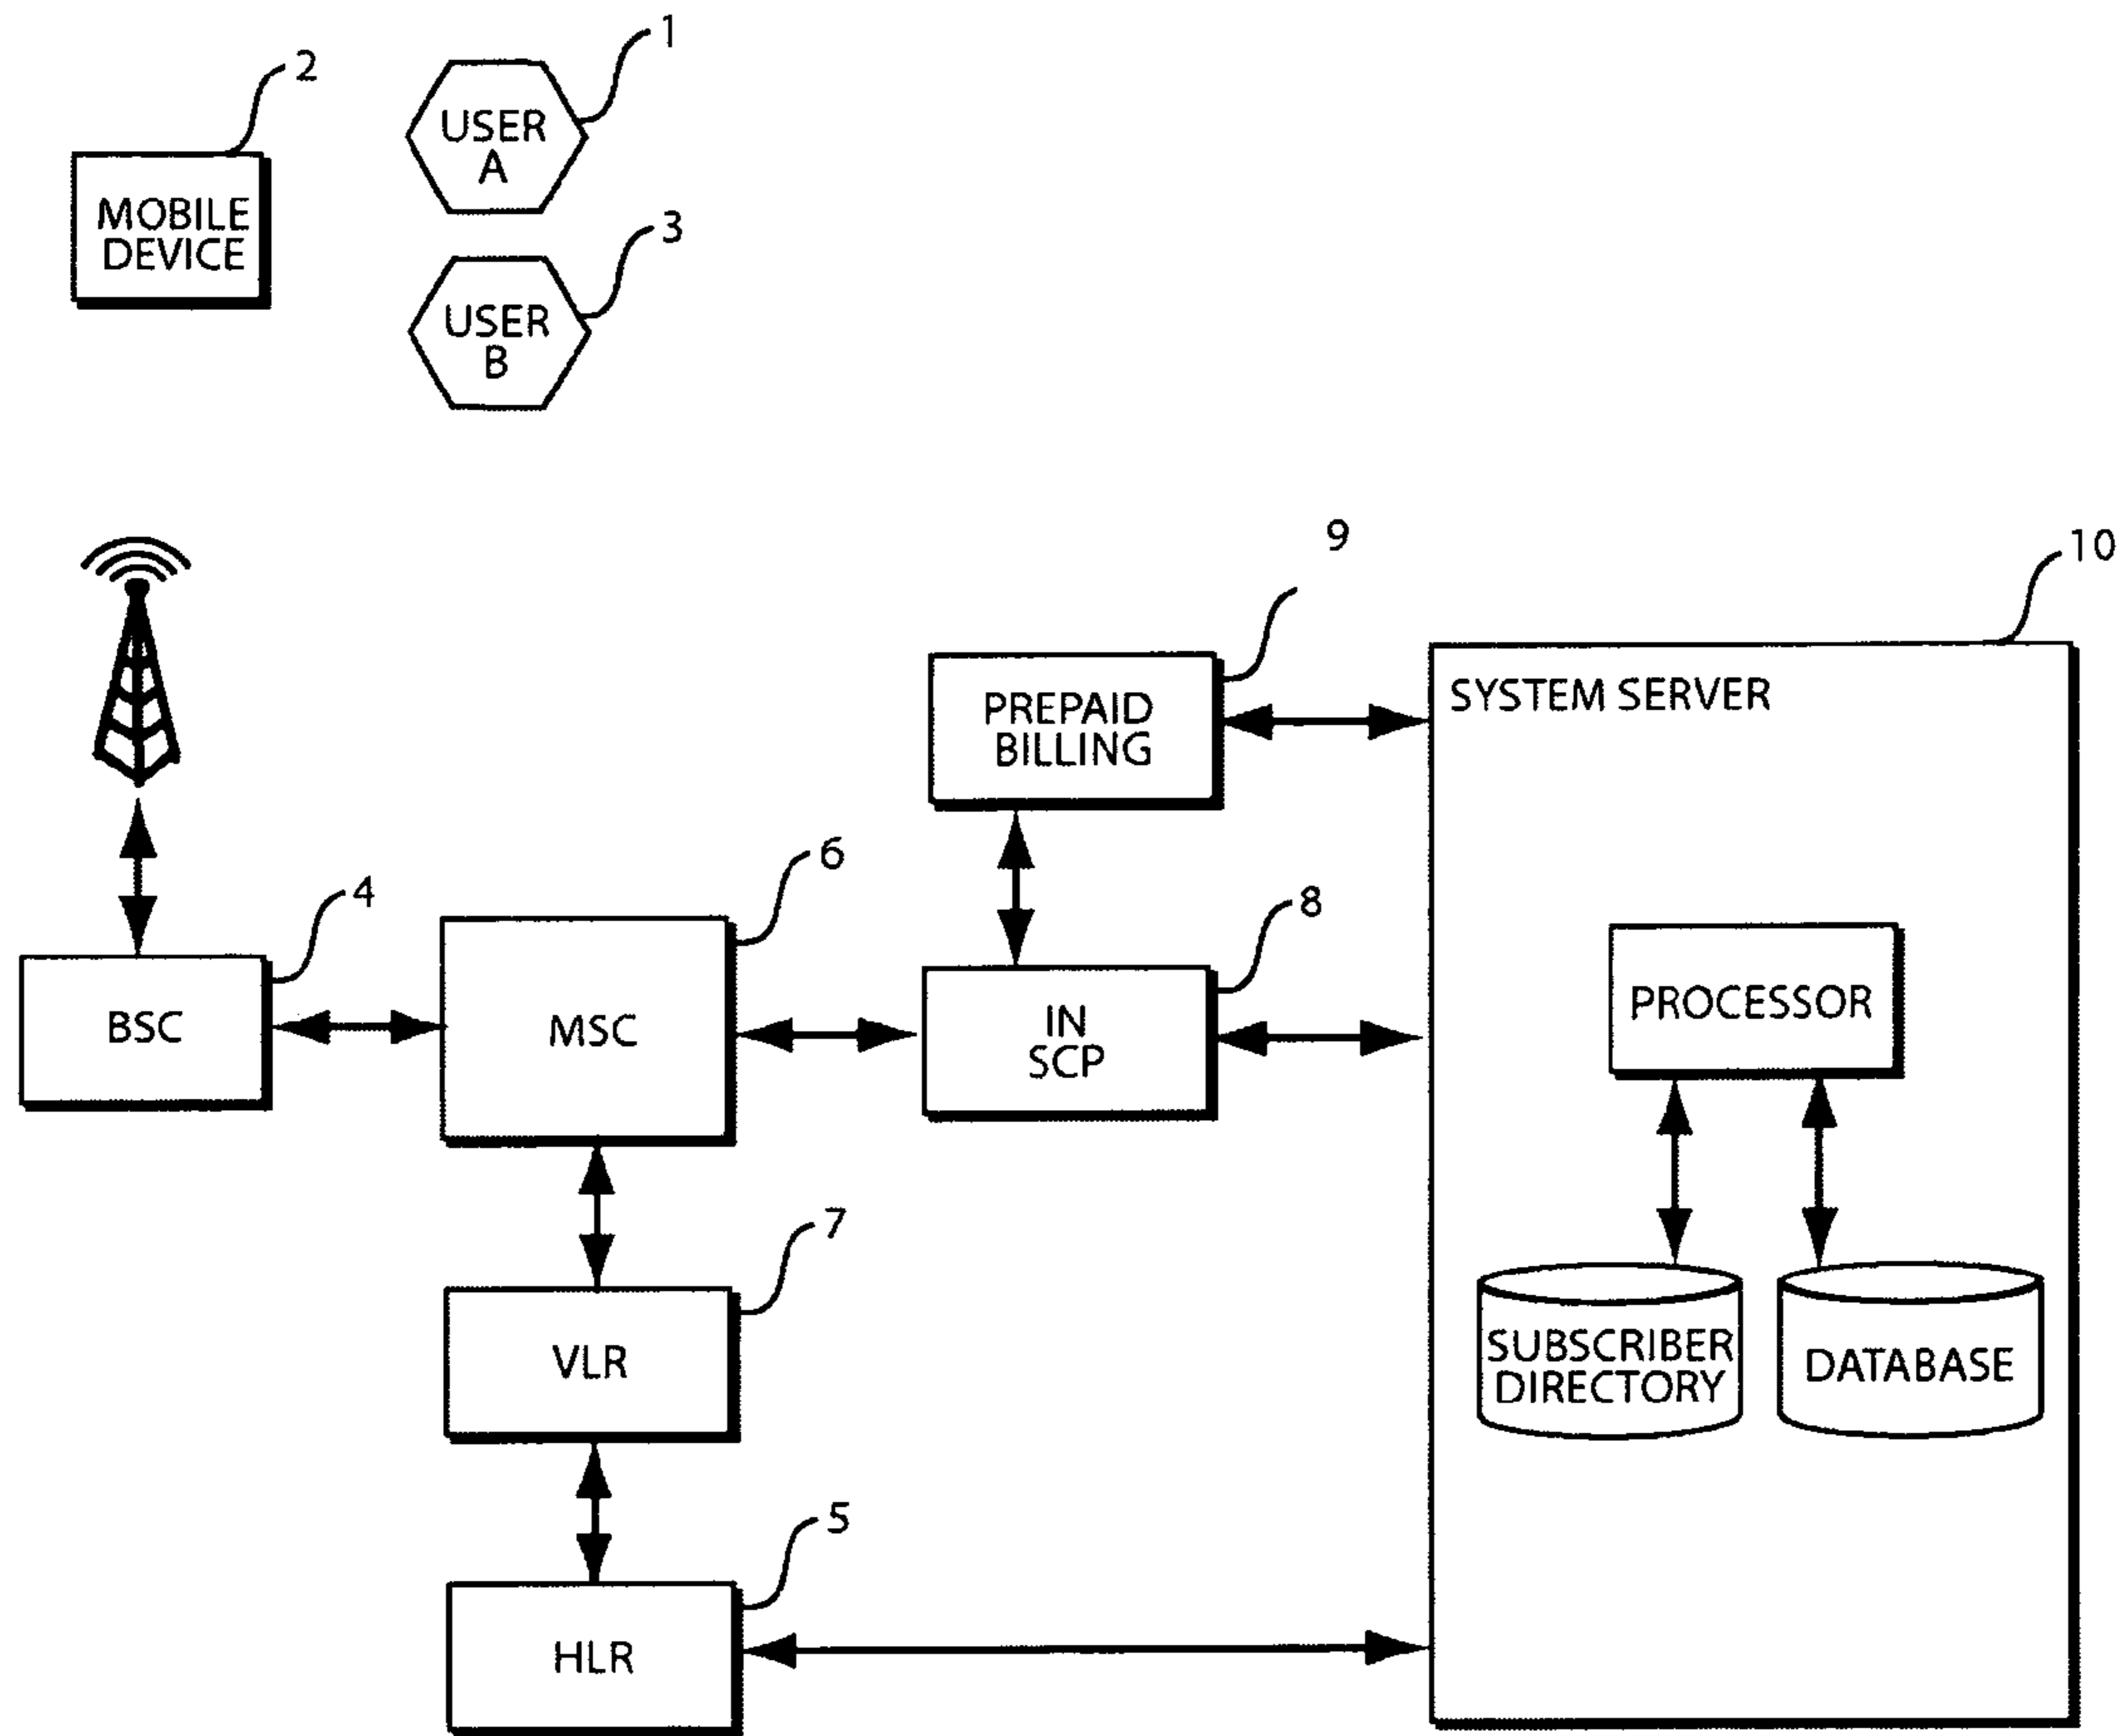 1
2
USER
A
MOBILE
DEVICE
3
USER
B
9
10
PREPAID
BILLING
SYSTEM SERVER
6
4
8
BSC
MSC
IN
SCP
PROCESSOR
7
VLR
SUBSCRIBER
DIRECTORY
DATABASE
5
HLR